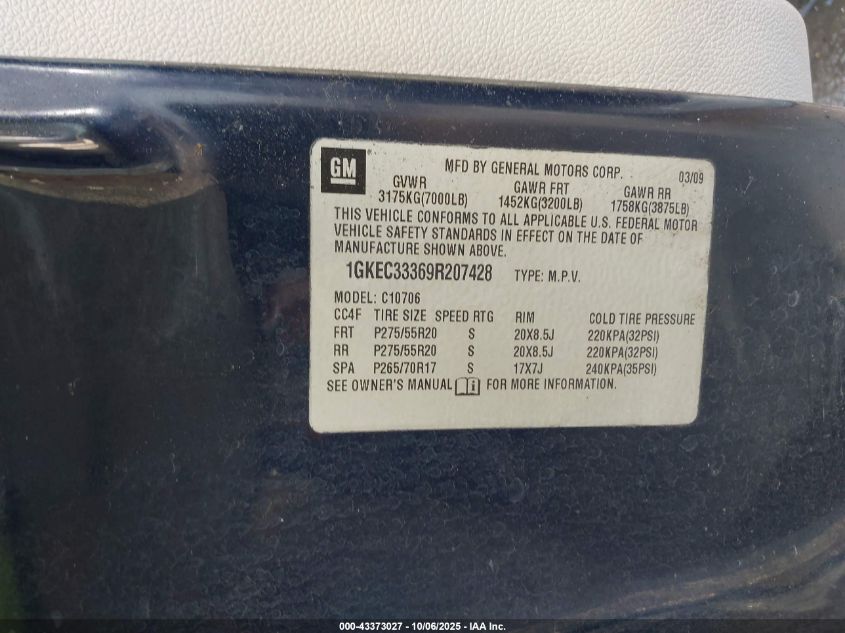 GM
MFD BY GENERAL MOTORS CORP. 03/09
GVWR GAWR FRT GAWR RR
3175KG(7000LB) 1452KG(3200LB) 1758KG(3875LB)
THIS VEHICLE CONFORMS TO ALL APPLICABLE U.S. FEDERAL MOTOR
VEHICLE SAFETY STANDARDS IN EFFECT ON THE DATE OF
MANUFACTURE SHOWN ABOVE.
1GKEC33369R207428 TYPE: M.P.V.
MODEL: C10706
CC4F TIRE SIZE SPEED RTG RIM COLD TIRE PRESSURE
FRT P275/55R20 S 20X8.5J 220KPA(32PSI)
RR P275/55R20 S 20X8.5J 220KPA(32PSI)
SPA P265/70R17 S 17X7J 240KPA(35PSI)
SEE OWNER'S MANUAL i FOR MORE INFORMATION.
000-43373027 - 10/06/2025 - IAA Inc.